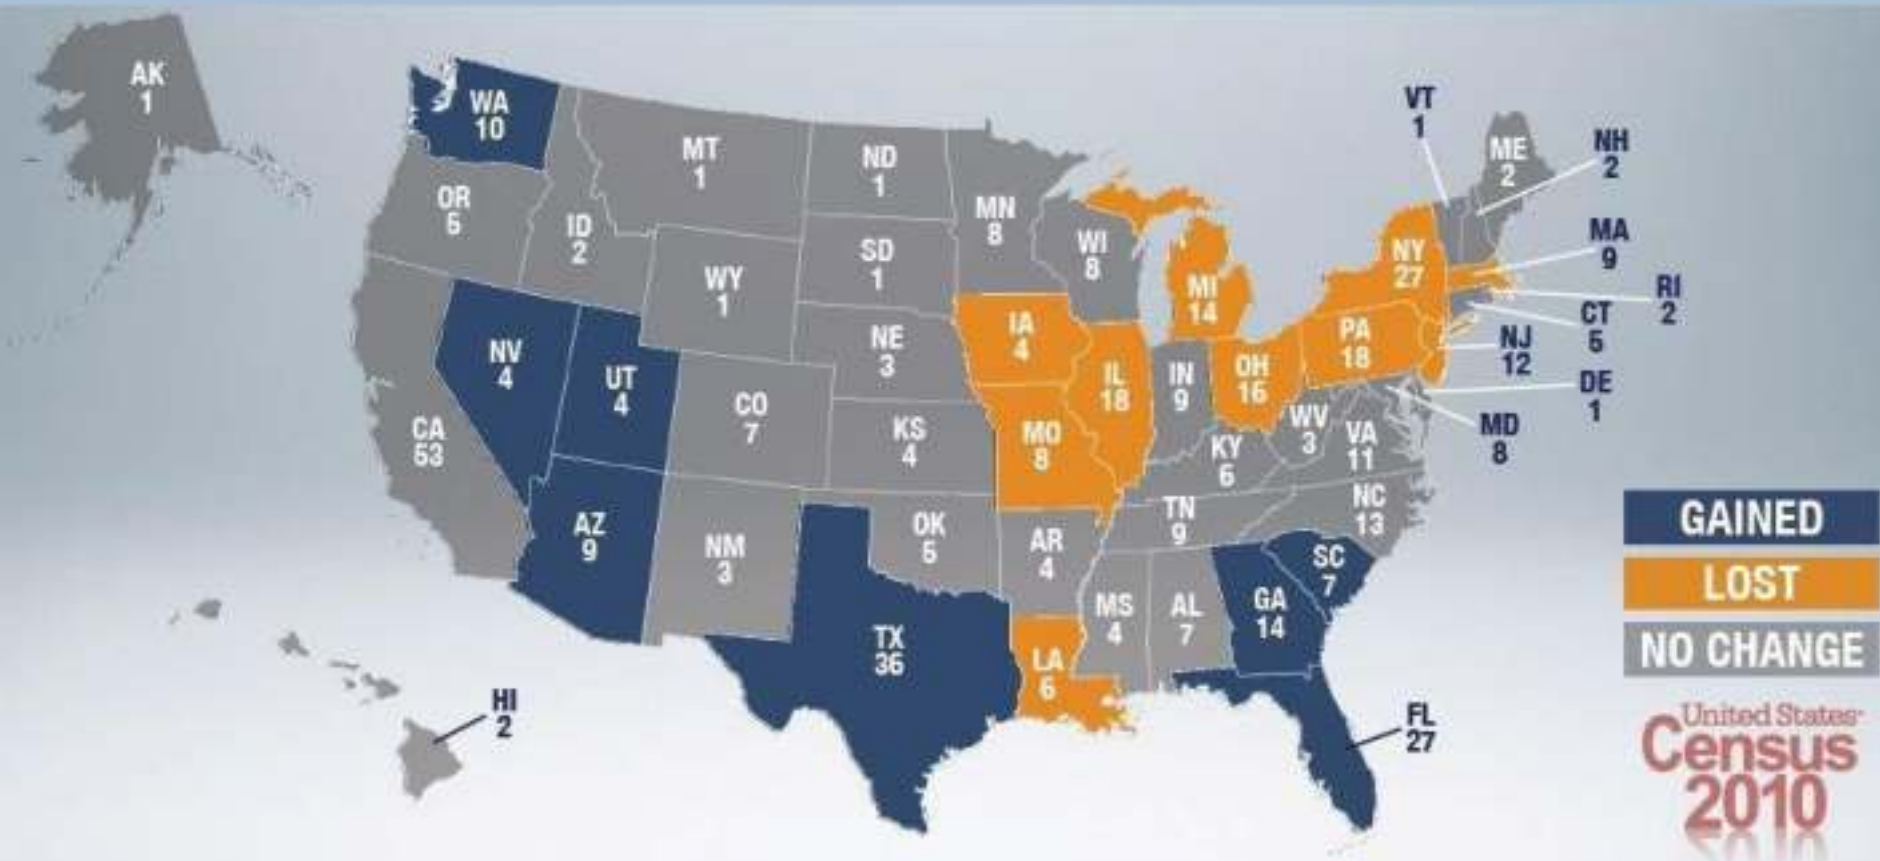 AK
1
WA
10
OR
5
CA
53
NV
4
ID
2
MT
1
WY
1
UT
4
AZ
9
CO
7
NM
3
ND
1
SD
1
NE
3
KS
4
OK
5
TX
36
MN
8
IA
4
MO
8
AR
4
LA
6
WI
8
IL
18
MI
14
IN
9
OH
16
KY
6
TN
9
MS
4
AL
7
GA
14
FL
27
SC
7
NC
13
VA
11
WV
3
PA
18
NY
27
VT
1
ME
2
NH
2
MA
9
RI
2
CT
5
NJ
12
DE
1
MD
8
HI
2
GAINED
LOST
NO CHANGE
United States
Census
2010